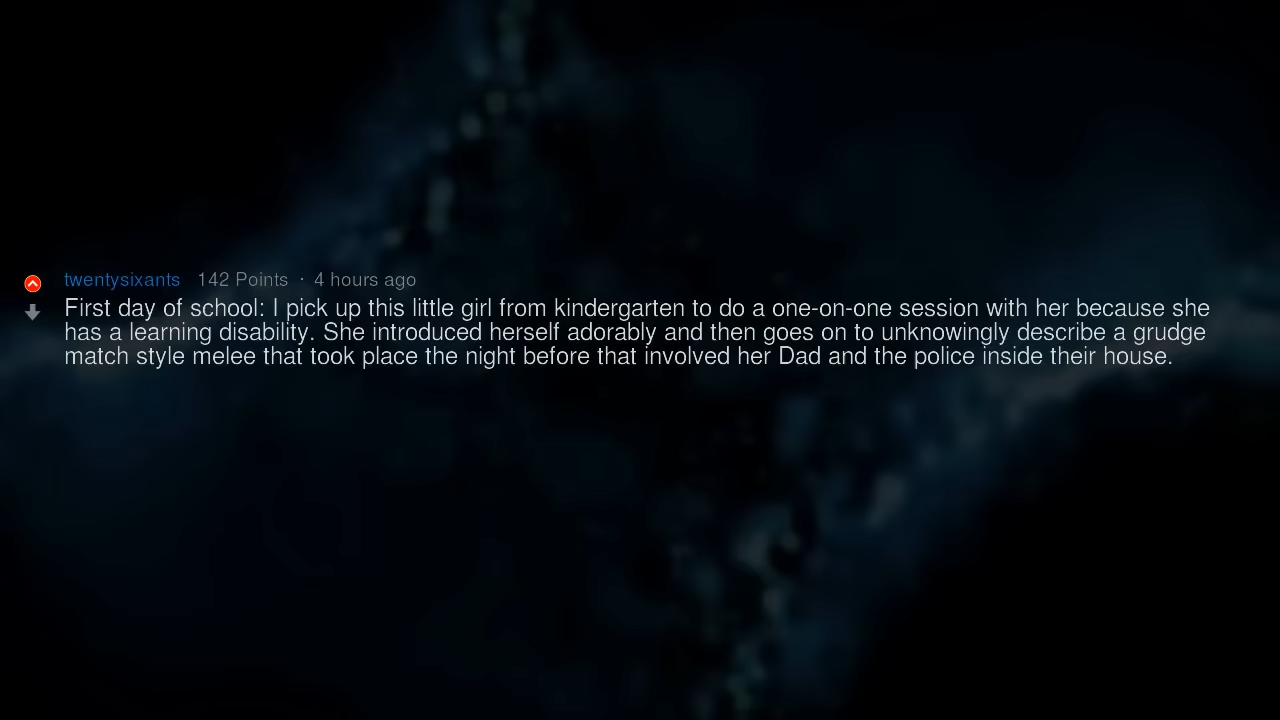 twentysixants 142 Points · 4 hours ago
First day of school: I pick up this little girl from kindergarten to do a one-on-one session with her because she
has a learning disability. She introduced herself adorably and then goes on to unknowingly describe a grudge
match style melee that took place the night before that involved her Dad and the police inside their house.